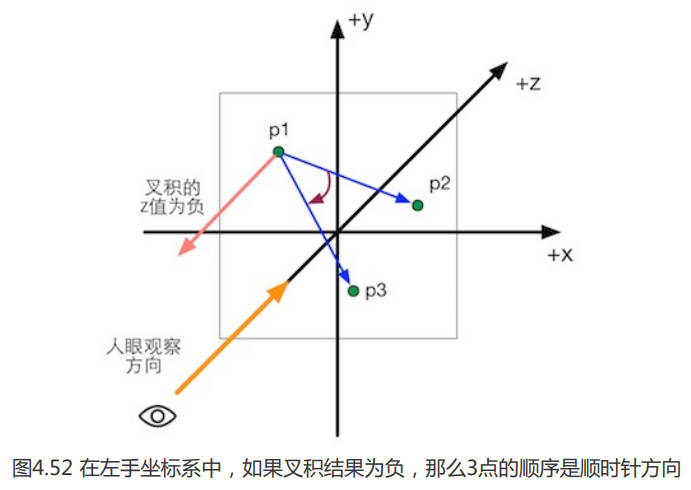 +y
+z
p1
叉积的
z值为负
p2
+x
p3
人眼观察
方向
图4.52 在左手坐标系中，如果叉积结果为负，那么3点的顺序是顺时针方向